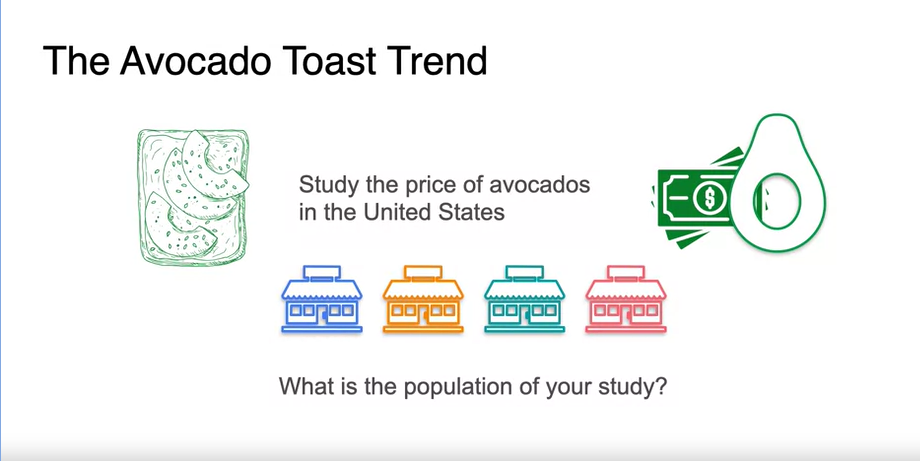 The Avocado Toast Trend
Study the price of avocados
in the United States
$
What is the population of your study?